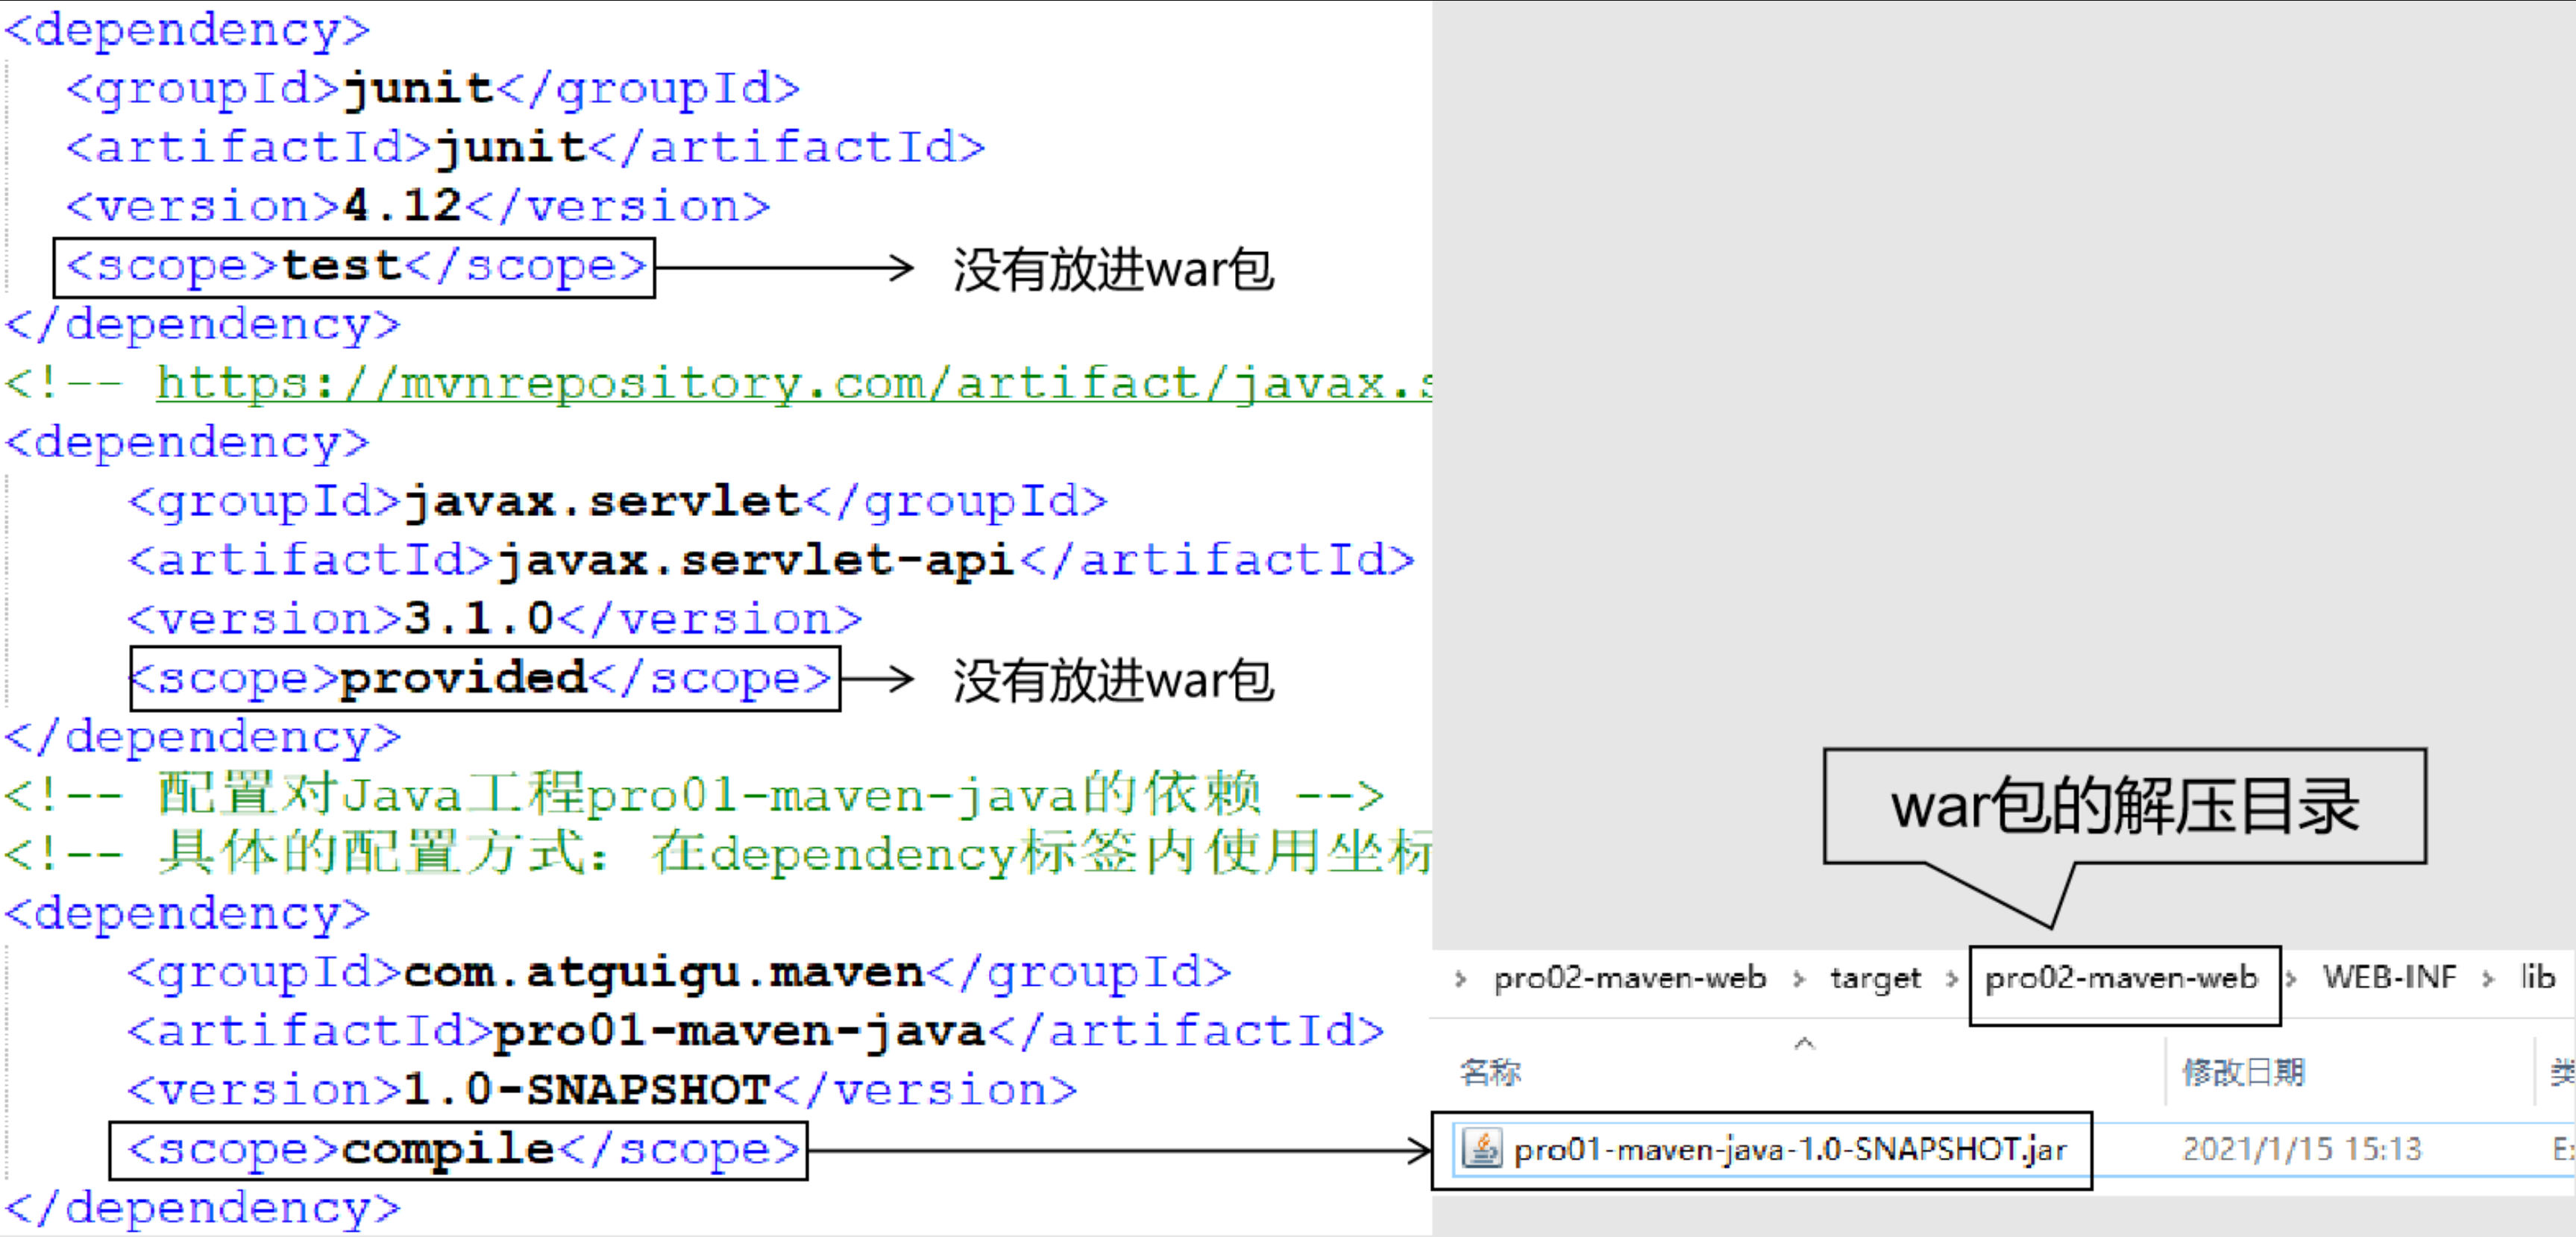 <dependency>
<groupId>junit</groupId>
<artifactId>junit</artifactId>
<version>4.12</version>
<scope>test</scope>
没有放进war包
</dependency>
<!-- https://mvnrepository.com/artifact/javax.s
<dependency>
<groupId>javax.servlet</groupId>
<artifactId>javax.servlet-api</artifactId>
<version>3.1.0</version>
<scope>provided</scope>
没有放进war包
</dependency>
<!-- 配置对Java工程pro01-maven-java的依赖 -->
<!-- 具体的配置方式：在dependency标签内使用坐标
<dependency>
<groupId>com.atguigu.maven</groupId>
<artifactId>pro01-maven-java</artifactId>
<version>1.0-SNAPSHOT</version>
<scope>compile</scope>
</dependency>
war包的解压目录
› pro02-maven-web › target › pro02-maven-web › WEB-INF › lib
名称 修改日期 类
pro01-maven-java-1.0-SNAPSHOT.jar 2021/1/15 15:13